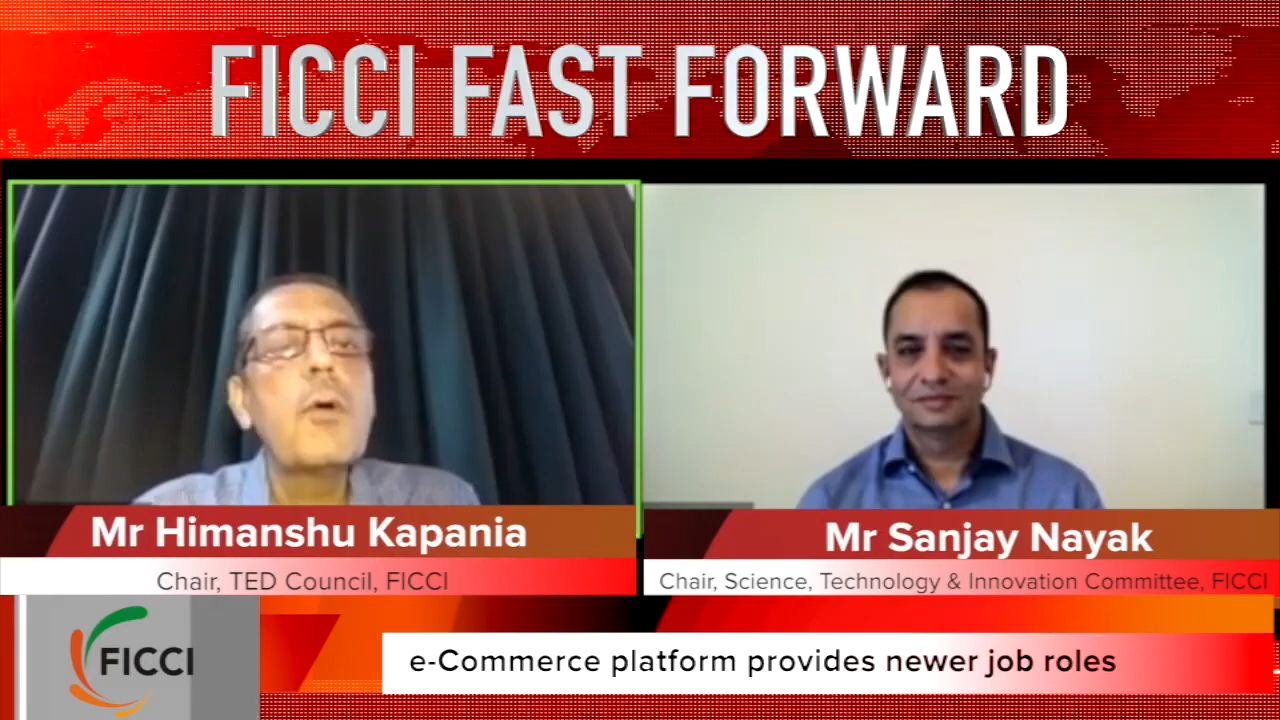 FICCI FAST FORWARD
Mr Himanshu Kapania
Chair, TED Council, FICCI
Mr Sanjay Nayak
Chair, Science, Technology & Innovation Committee, FICCI
FICCI
e-Commerce platform provides newer job roles